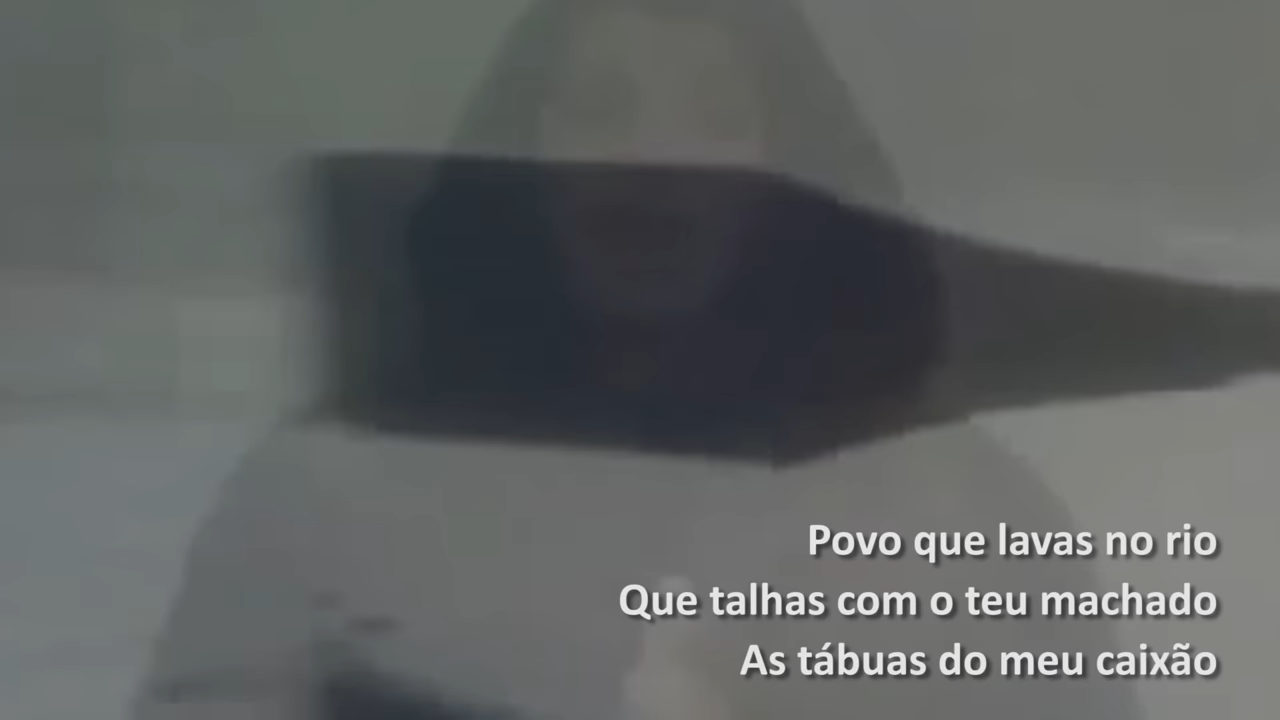 Povo que lavas no rio
Que talhas com o teu machado
As tábuas do meu caixão